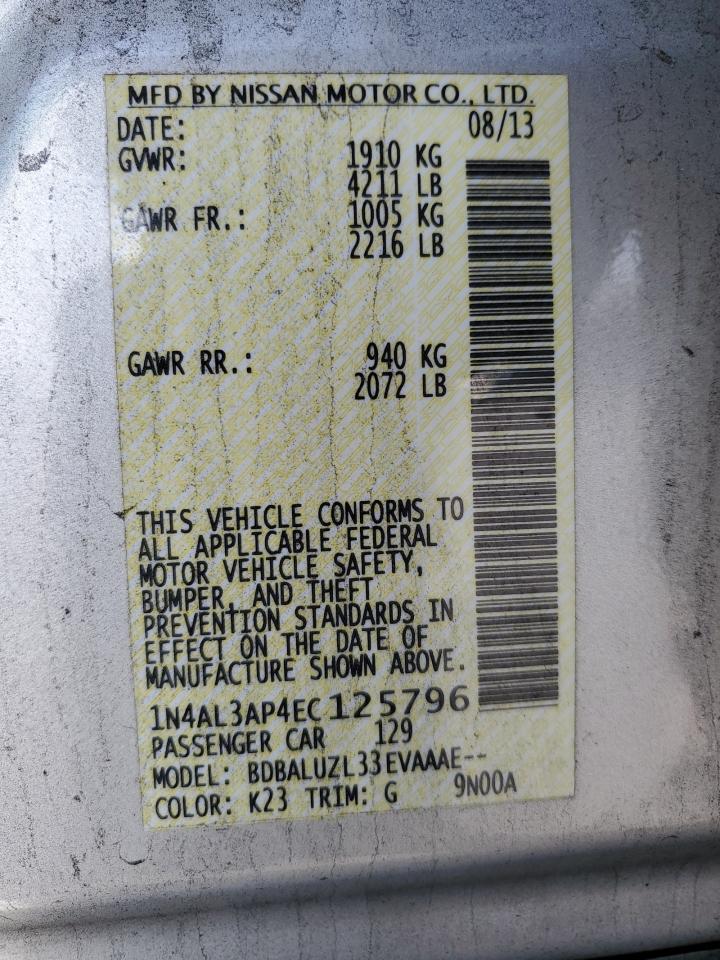 MFD BY NISSAN MOTOR CO., LTD.
DATE: 08/13
GVWR: 1910 KG
4211 LB
GAWR FR.: 1005 KG
2216 LB
GAWR RR.: 940 KG
2072 LB
THIS VEHICLE CONFORMS TO
ALL APPLICABLE FEDERAL
MOTOR VEHICLE SAFETY,
BUMPER, AND THEFT
PREVENTION STANDARDS IN
EFFECT ON THE DATE OF
MANUFACTURE SHOWN ABOVE.
1N4AL3AP4EC125796
PASSENGER CAR 129
MODEL: BDBALUZL33EVAAAE--
COLOR: K23 TRIM: G 9N00A